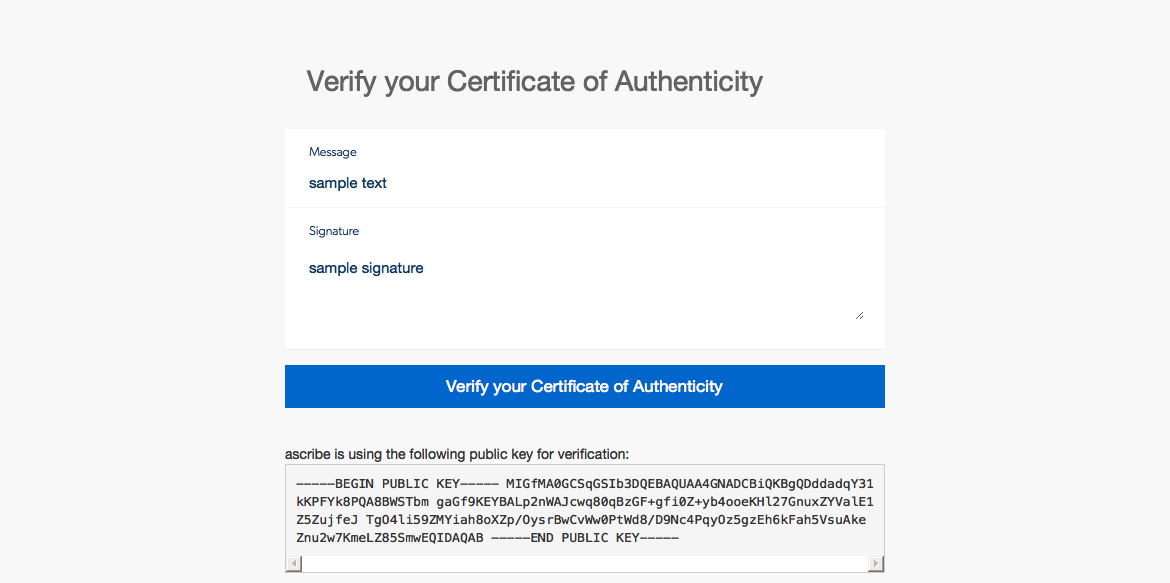 Verify your Certificate of Authenticity
Message
sample text
Signature
sample signature
Verify your Certificate of Authenticity
ascribe is using the following public key for verification:
—––––BEGIN PUBLIC KEY—–––– MIGfMA0GCSqGSIb3DQEBAQUAA4GNADCBiQKBgQDddadqY31
kKPFYk8PQA8BWSTbm gaGf9KEYBALp2nWAJcwq80qBzGF+gfi0Z+yb4ooeKHl27GnuxZYValE1
Z5ZujfeJ TgO4li59ZMYiah8oXZp/OysrBwCvWw0PtWd8/D9Nc4PqyOz5gzEh6kFah5VsuAke
Znu2w7KmeLZ85SmwEQIDAQAB —––––END PUBLIC KEY—––––